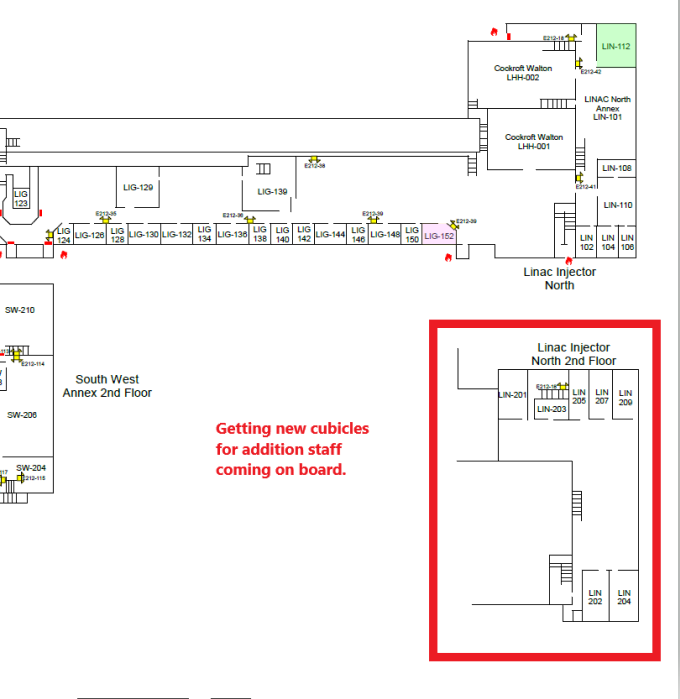 E212-18
LIN-112
Cockroft Walton
LHH-002
E212-42
LINAC North
Annex
LIN-101
Cockroft Walton
LHH-001
E212-38
LIN-108
LIG
123
LIG-129
LIG-139
E212-41
LIN-110
E212-35
E212-36
E212-39
E212-39
LIG
124
LIG-126
LIG
128
LIG-130
LIG-132
LIG
134
LIG-136
LIG
138
LIG
140
LIG
142
LIG-144
LIG
146
LIG-148
LIG
150
LIG-152
LIN
102
LIN
104
LIN
106
Linac Injector
North
SW-210
E212-114
South West
Annex 2nd Floor
SW-206
SW-204
Getting new cubicles
for addition staff
coming on board.
Linac Injector
North 2nd Floor
LIN-201
E212-18
LIN-203
LIN
205
LIN
207
LIN
209
LIN
202
LIN
204